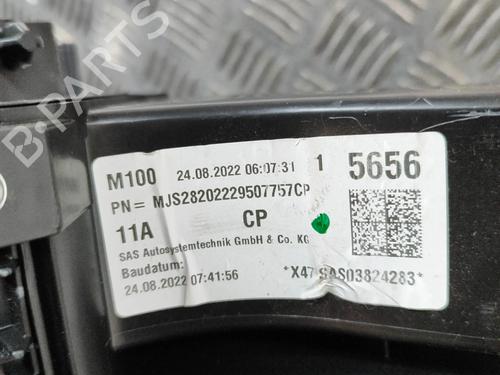 B-PARTS
M100 24.08.2022 06:07:31 1 5656
PN= MJS28202229507757CP
11A CP
SAS Autosystemtechnik GmbH & Co. KG
Baudatum:
24.08.2022 07:41:56 *X47 SAS03824283*